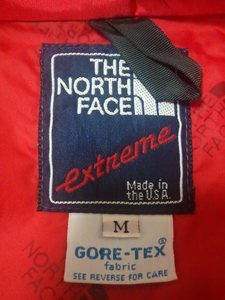 THE
NORTH
FACE
extreme
Made in
the U.S.A.
M
GORE-TEX®
fabric
SEE REVERSE FOR CARE